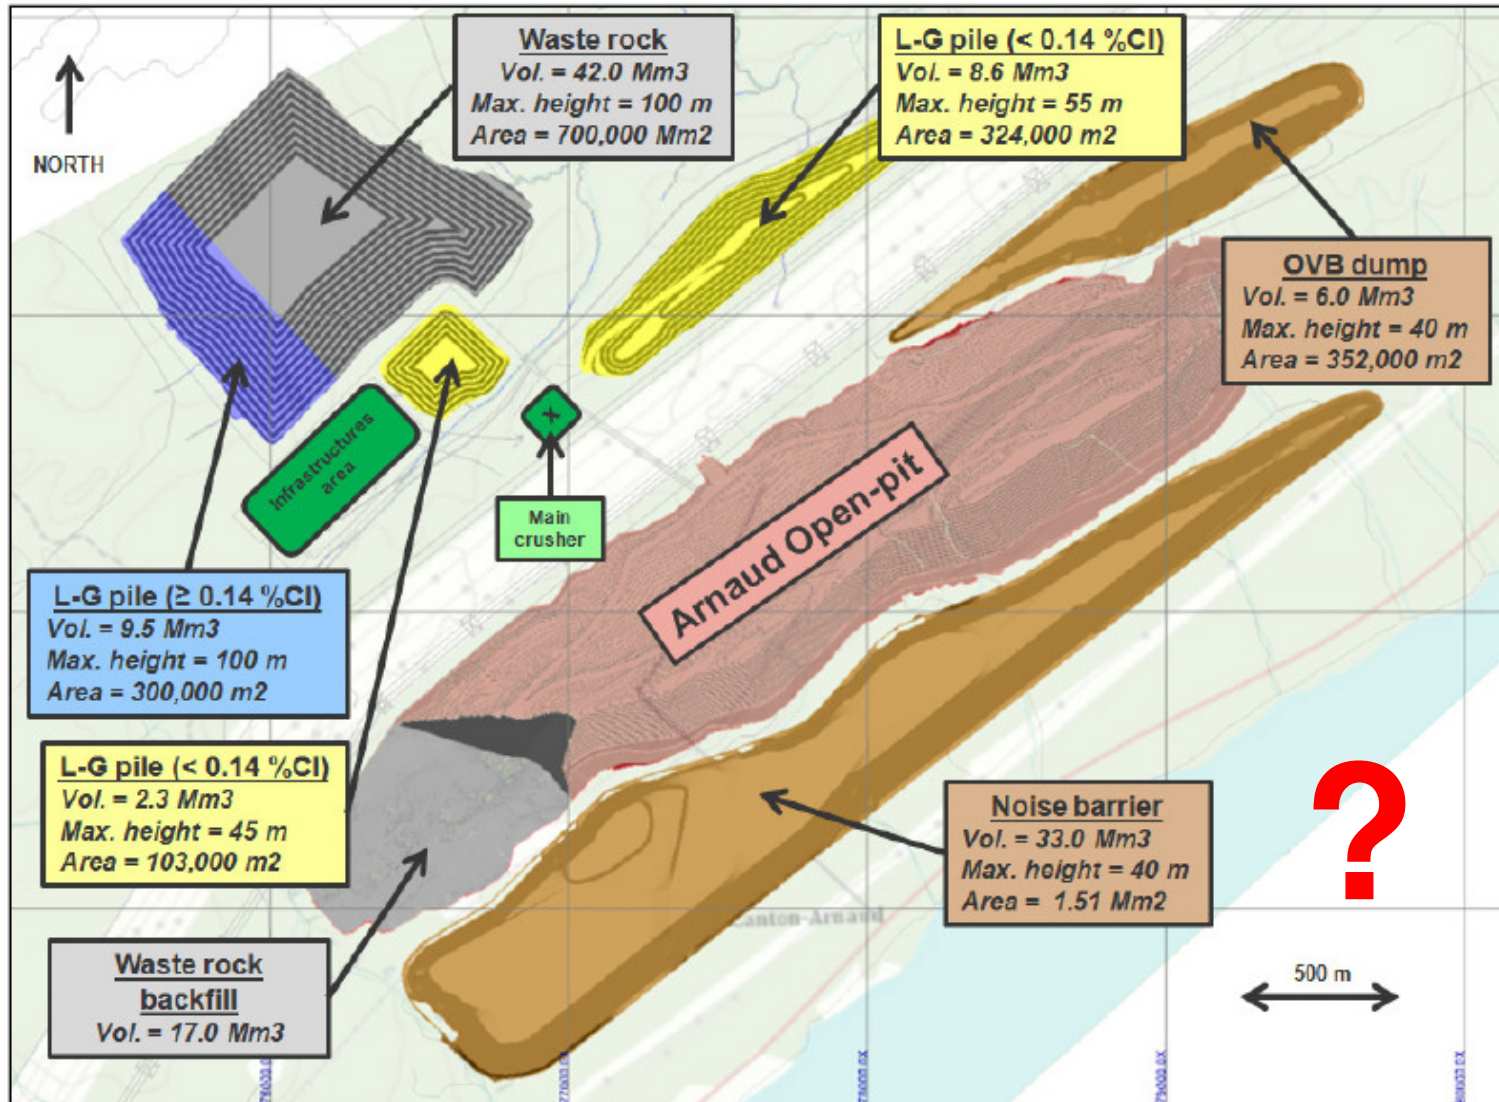 NORTH
Waste rock
Vol. = 42.0 Mm3
Max. height = 100 m
Area = 700,000 Mm2
L-G pile (< 0.14 %Cl)
Vol. = 8.6 Mm3
Max. height = 55 m
Area = 324,000 m2
OVB dump
Vol. = 6.0 Mm3
Max. height = 40 m
Area = 352,000 m2
Infrastructures
area
X
Main
crusher
Arnaud Open-pit
L-G pile (≥ 0.14 %Cl)
Vol. = 9.5 Mm3
Max. height = 100 m
Area = 300,000 m2
L-G pile (< 0.14 %Cl)
Vol. = 2.3 Mm3
Max. height = 45 m
Area = 103,000 m2
Noise barrier
Vol. = 33.0 Mm3
Max. height = 40 m
Area = 1.51 Mm2
?
Canton-Arnaud
Waste rock
backfill
Vol. = 17.0 Mm3
500 m